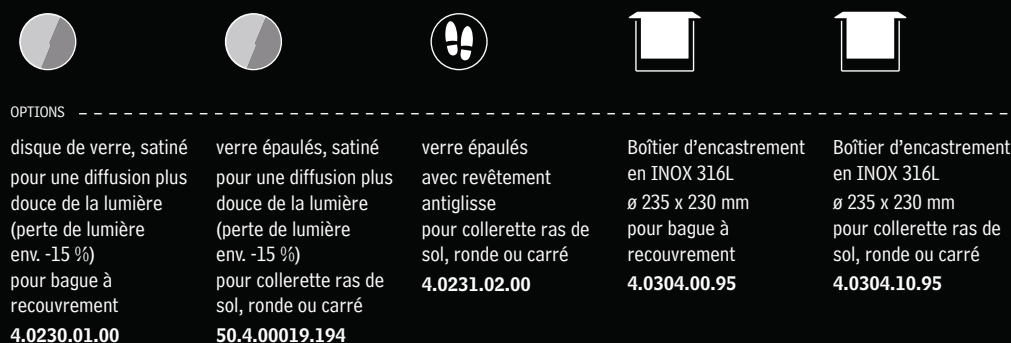 OPTIONS
disque de verre, satiné
pour une diffusion plus
douce de la lumière
(perte de lumière
env. -15 %)
pour bague à
recouvrement
4.0230.01.00
verre épaulés, satiné
pour une diffusion plus
douce de la lumière
(perte de lumière
env. -15 %)
pour collerette ras de
sol, ronde ou carré
50.4.00019.194
verre épaulés
avec revêtement
antiglisse
pour collerette ras de
sol, ronde ou carré
4.0231.02.00
Boîtier d'encastrement
en INOX 316L
ø 235 x 230 mm
pour bague à
recouvrement
4.0304.00.95
Boîtier d'encastrement
en INOX 316L
ø 235 x 230 mm
pour collerette ras de
sol, ronde ou carré
4.0304.10.95